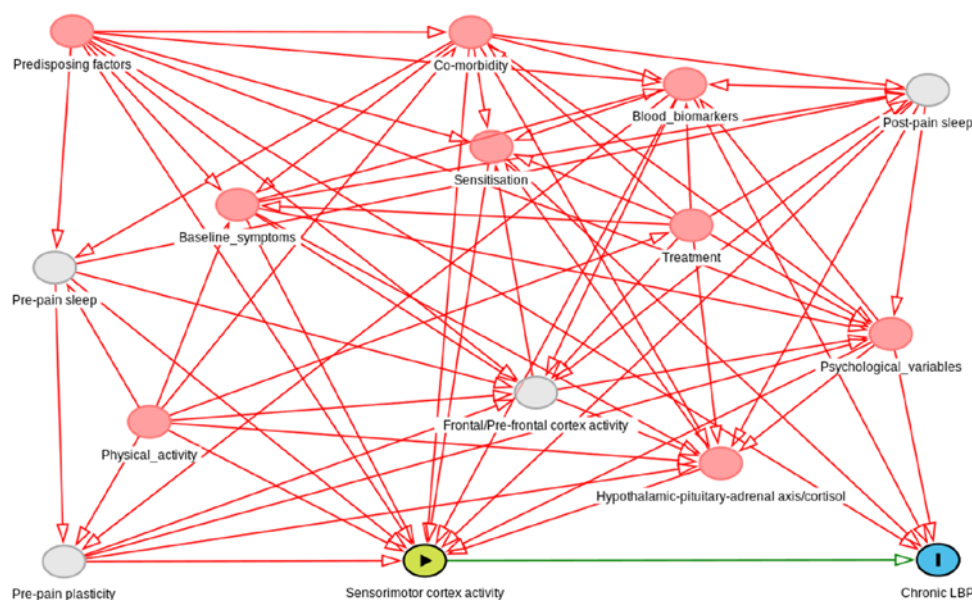 Predisposing factors
Co-morbidity
Blood_biomarkers
Post-pain sleep
Sensitisation
Baseline_symptoms
Treatment
Pre-pain sleep
Psychological_variables
Frontal/Pre-frontal cortex activity
Physical_activity
Hypothalamic-pituitary-adrenal axis/cortisol
Pre-pain plasticity
Sensorimotor cortex activity
Chronic LBP